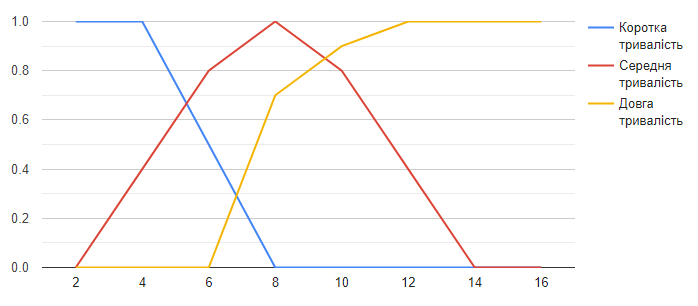 1.0
0.8
0.6
0.4
0.2
0.0
2 4 6 8 10 12 14 16
Коротка
тривалість
Середня
тривалість
Довга
тривалість